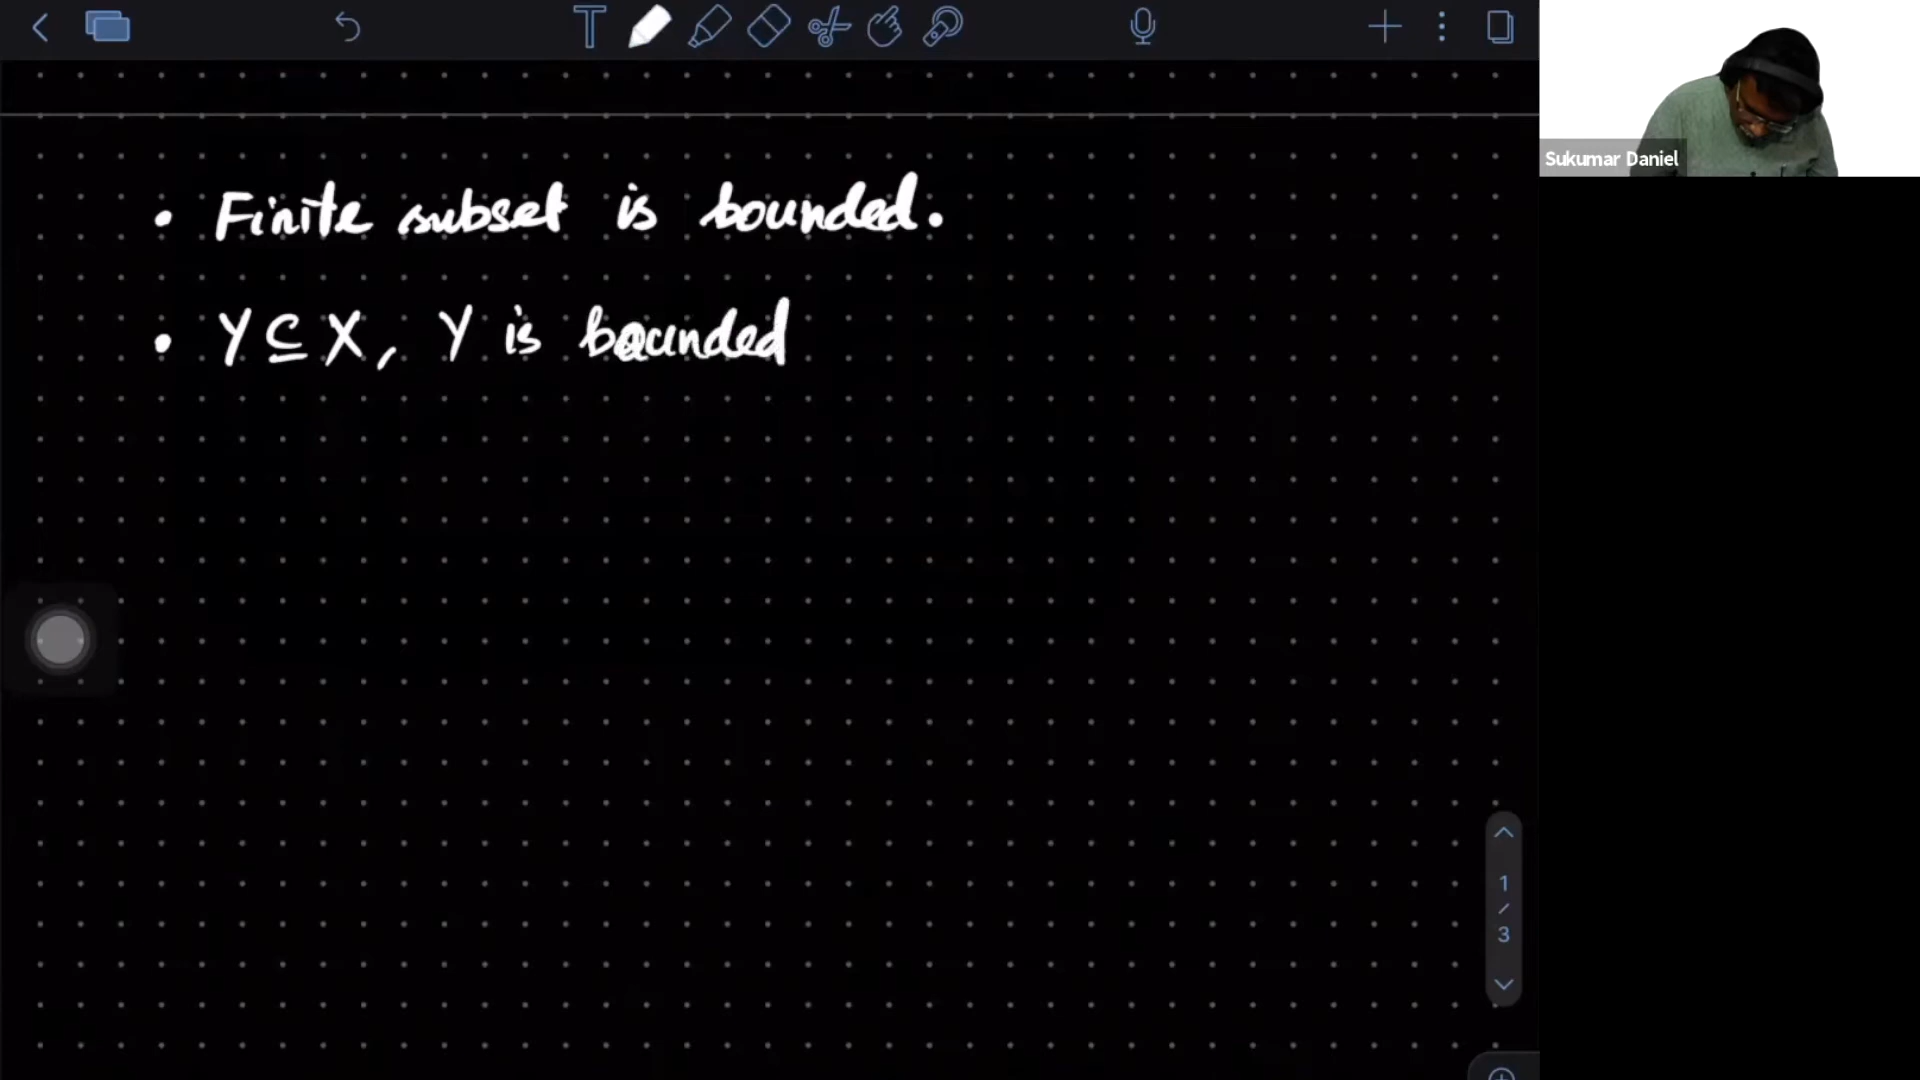 Sukumar Daniel
• Finite subset is bounded.
• Y ⊆ X, Y is bounded
1
/
3